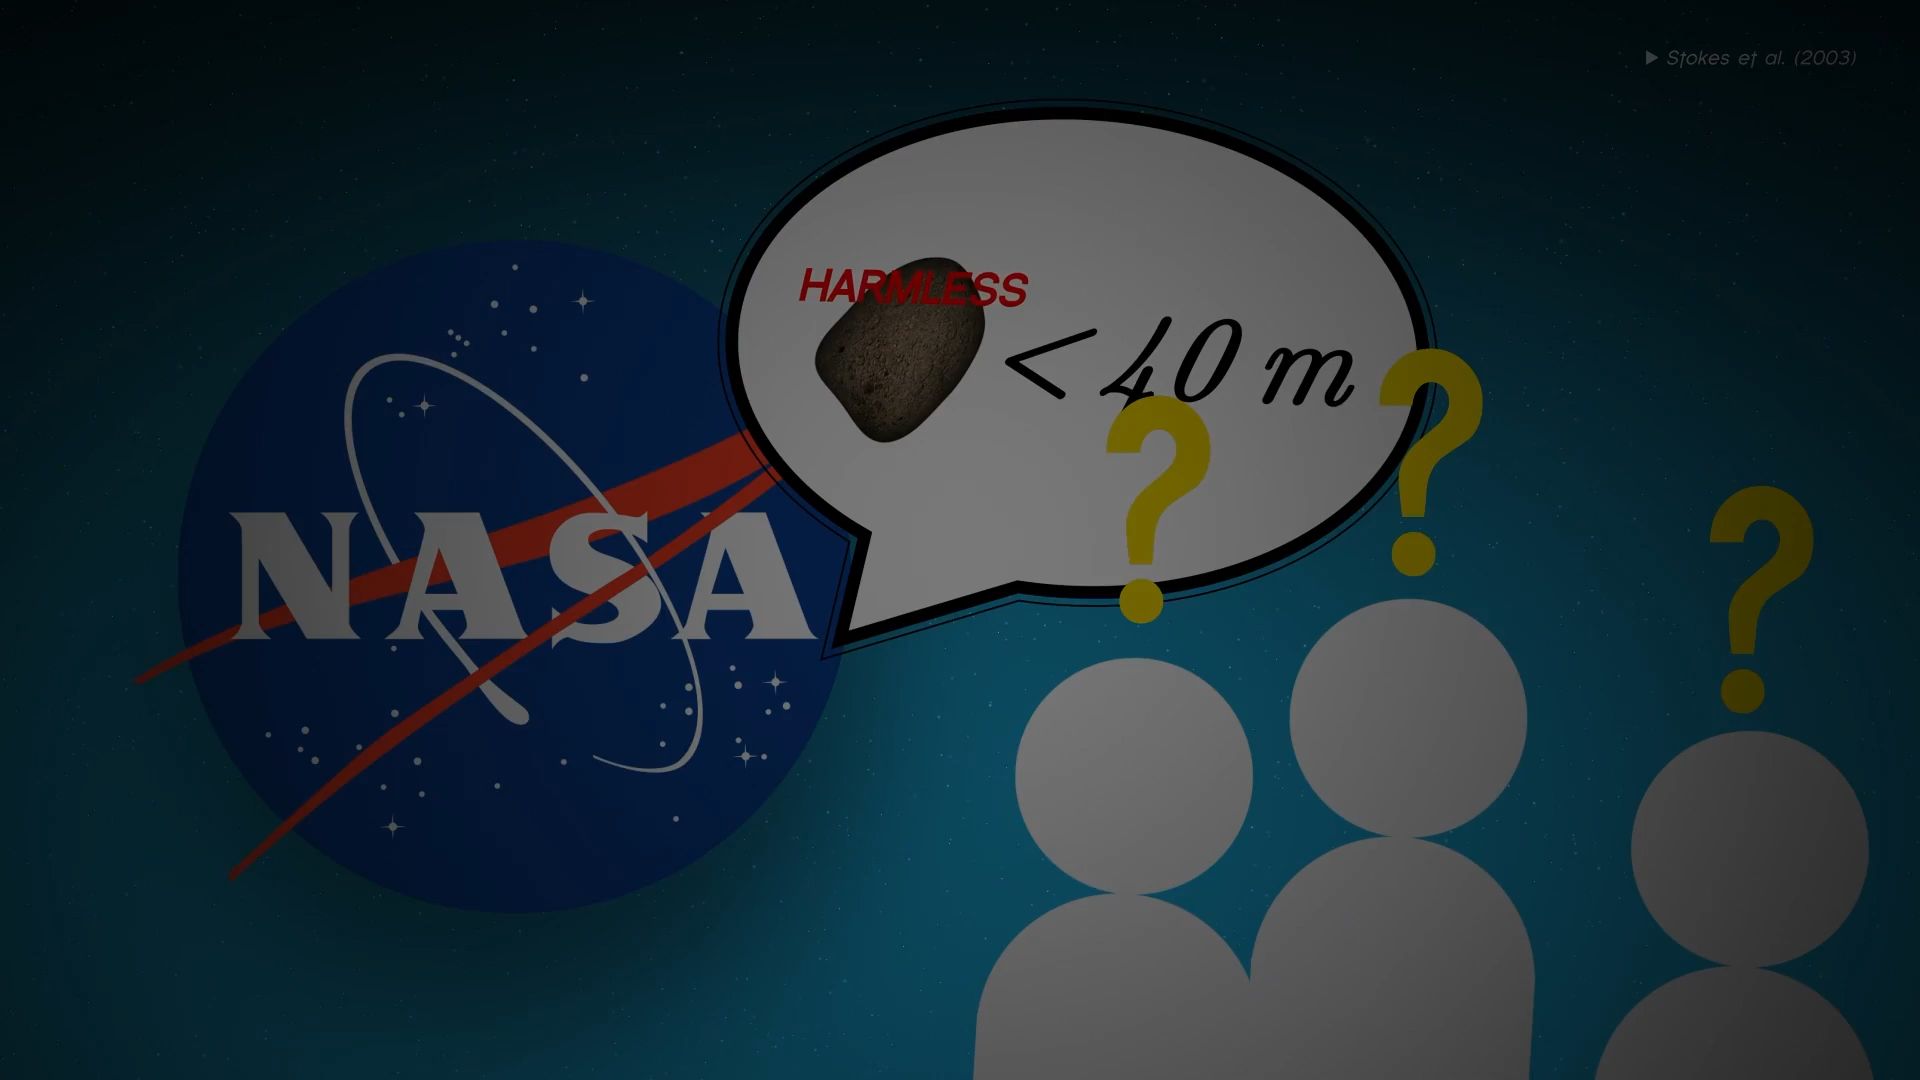 ▶ Stokes et al. (2003)
HARMLESS
< 40 m
NASA
?
?
?